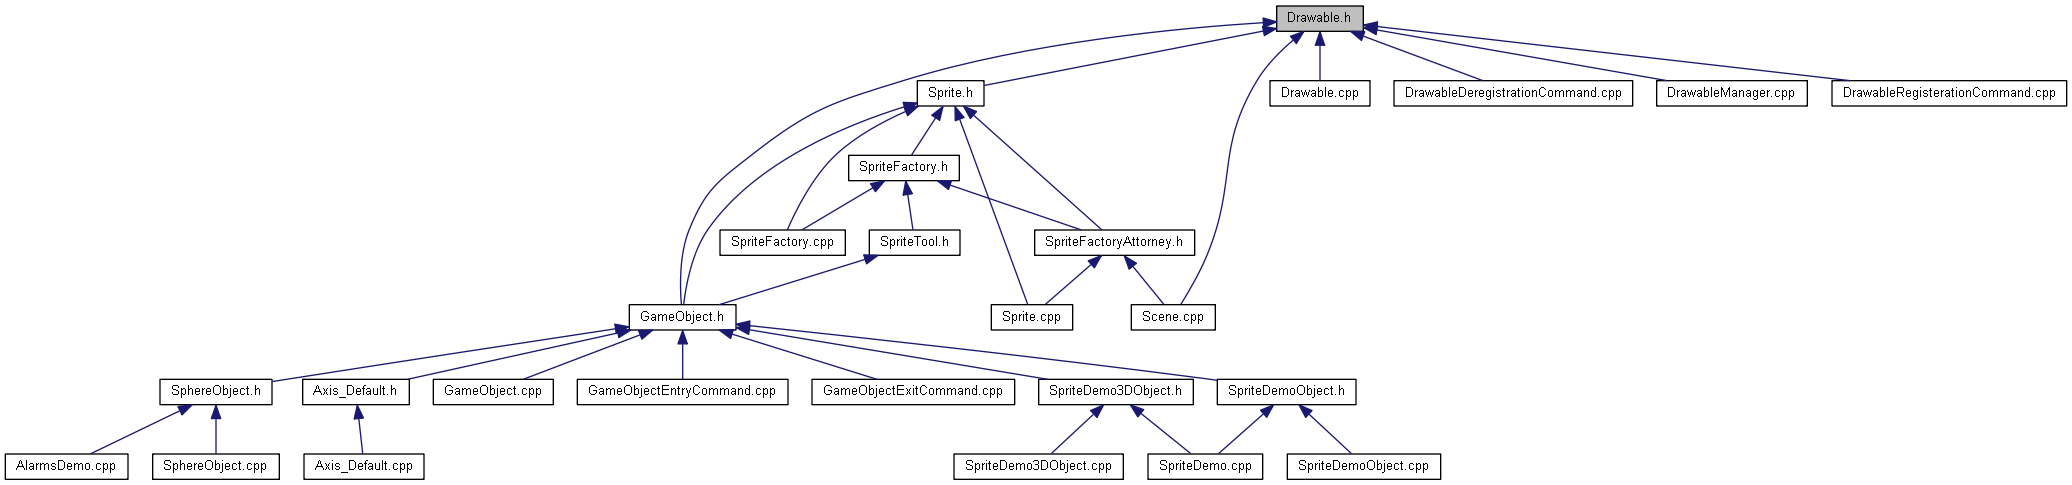 Drawable.h
Sprite.h
Drawable.cpp
DrawableDeregistrationCommand.cpp
DrawableManager.cpp
DrawableRegisterationCommand.cpp
SpriteFactory.h
SpriteFactory.cpp
SpriteTool.h
SpriteFactoryAttorney.h
GameObject.h
Sprite.cpp
Scene.cpp
SphereObject.h
Axis_Default.h
GameObject.cpp
GameObjectEntryCommand.cpp
GameObjectExitCommand.cpp
SpriteDemo3DObject.h
SpriteDemoObject.h
AlarmsDemo.cpp
SphereObject.cpp
Axis_Default.cpp
SpriteDemo3DObject.cpp
SpriteDemo.cpp
SpriteDemoObject.cpp